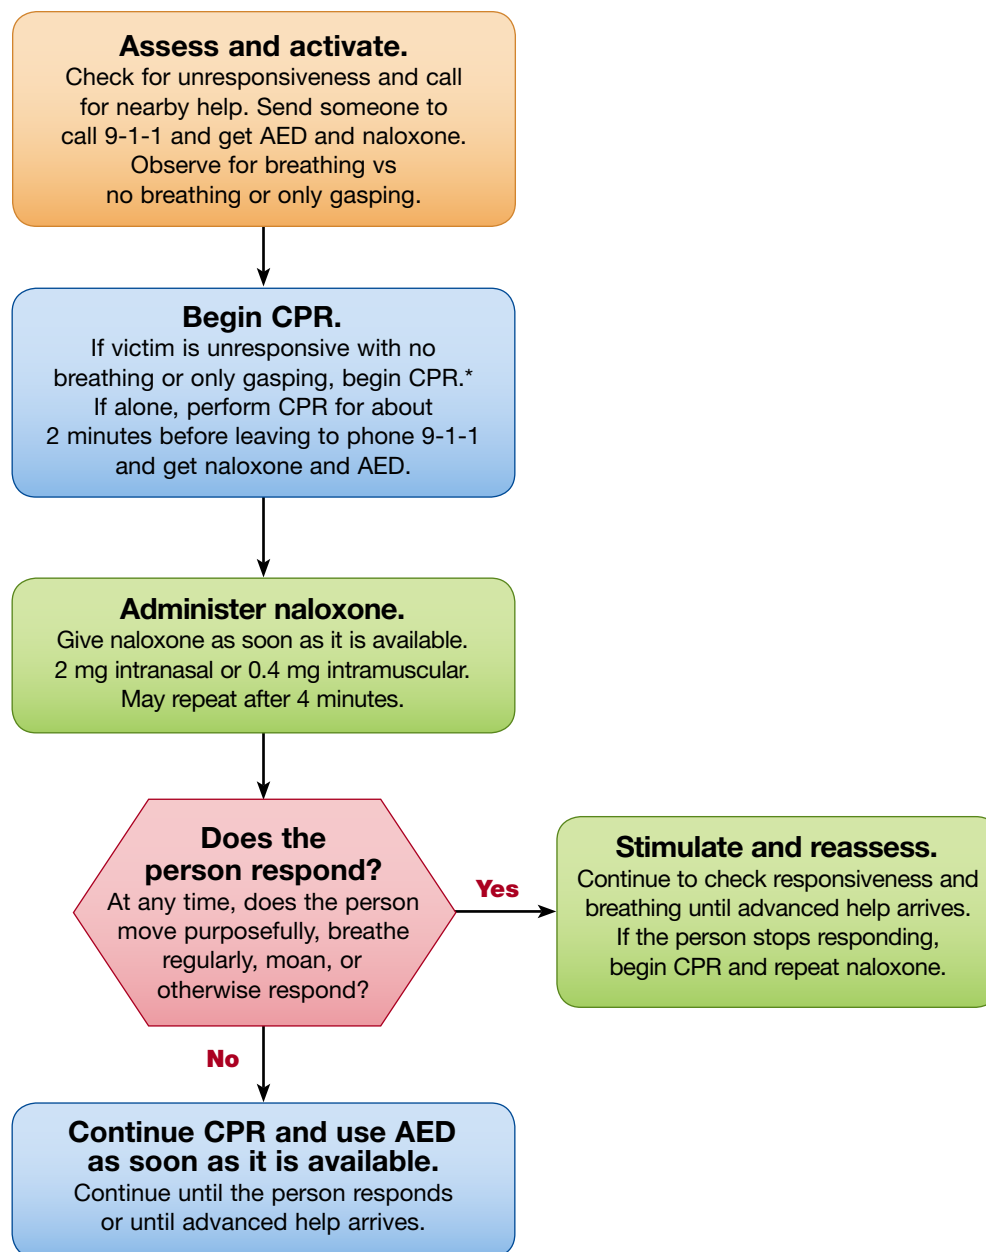 Assess and activate.
Check for unresponsiveness and call
for nearby help. Send someone to
call 9-1-1 and get AED and naloxone.
Observe for breathing vs
no breathing or only gasping.
Begin CPR.
If victim is unresponsive with no
breathing or only gasping, begin CPR.*
If alone, perform CPR for about
2 minutes before leaving to phone 9-1-1
and get naloxone and AED.
Administer naloxone.
Give naloxone as soon as it is available.
2 mg intranasal or 0.4 mg intramuscular.
May repeat after 4 minutes.
Does the
person respond?
At any time, does the person
move purposefully, breathe
regularly, moan, or
otherwise respond?
Yes
Stimulate and reassess.
Continue to check responsiveness and
breathing until advanced help arrives.
If the person stops responding,
begin CPR and repeat naloxone.
No
Continue CPR and use AED
as soon as it is available.
Continue until the person responds
or until advanced help arrives.